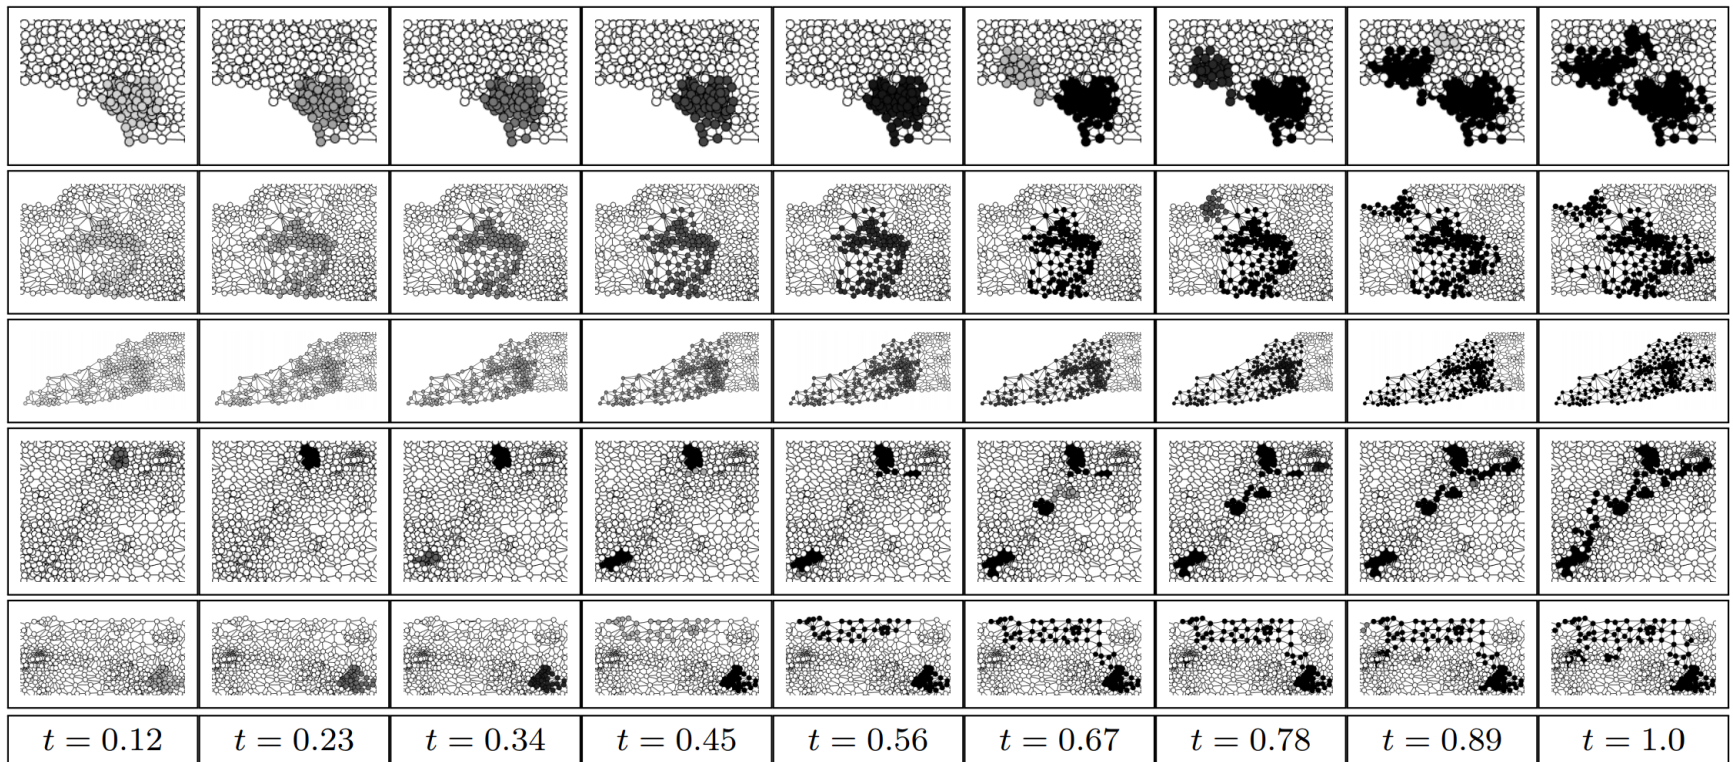 t = 0.12 t = 0.23 t = 0.34 t = 0.45 t = 0.56 t = 0.67 t = 0.78 t = 0.89 t = 1.0